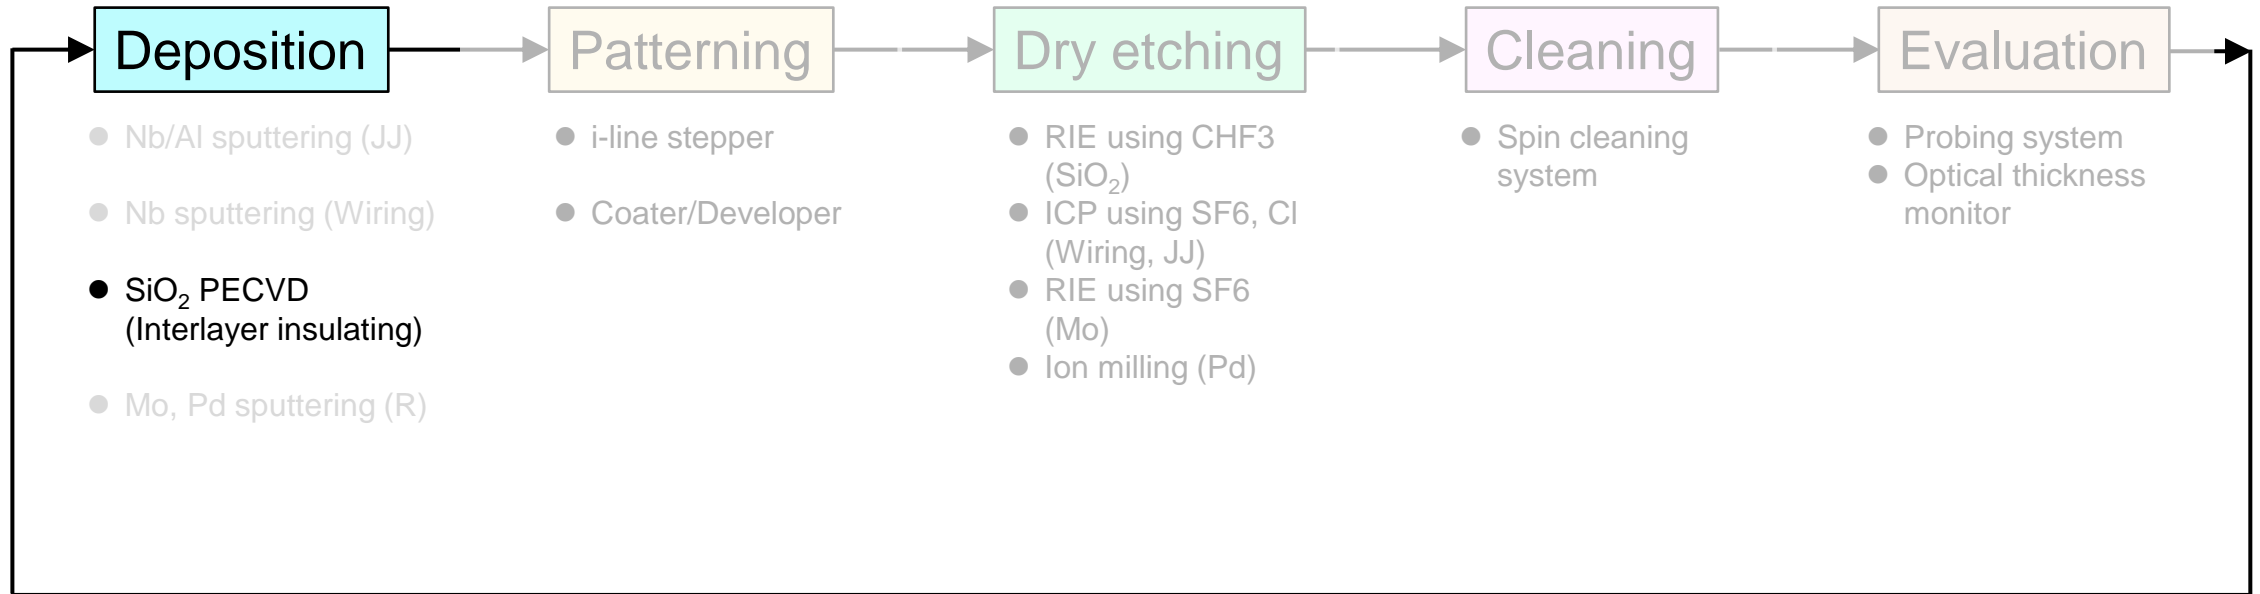 Deposition
Nb/Al sputtering (JJ)
Nb sputtering (Wiring)
SiO₂ PECVD
(Interlayer insulating)
Mo, Pd sputtering (R)
Patterning
i-line stepper
Coater/Developer
Dry etching
RIE using CHF3
(SiO₂)
ICP using SF6, Cl
(Wiring, JJ)
RIE using SF6
(Mo)
Ion milling (Pd)
Cleaning
Spin cleaning
system
Evaluation
Probing system
Optical thickness
monitor